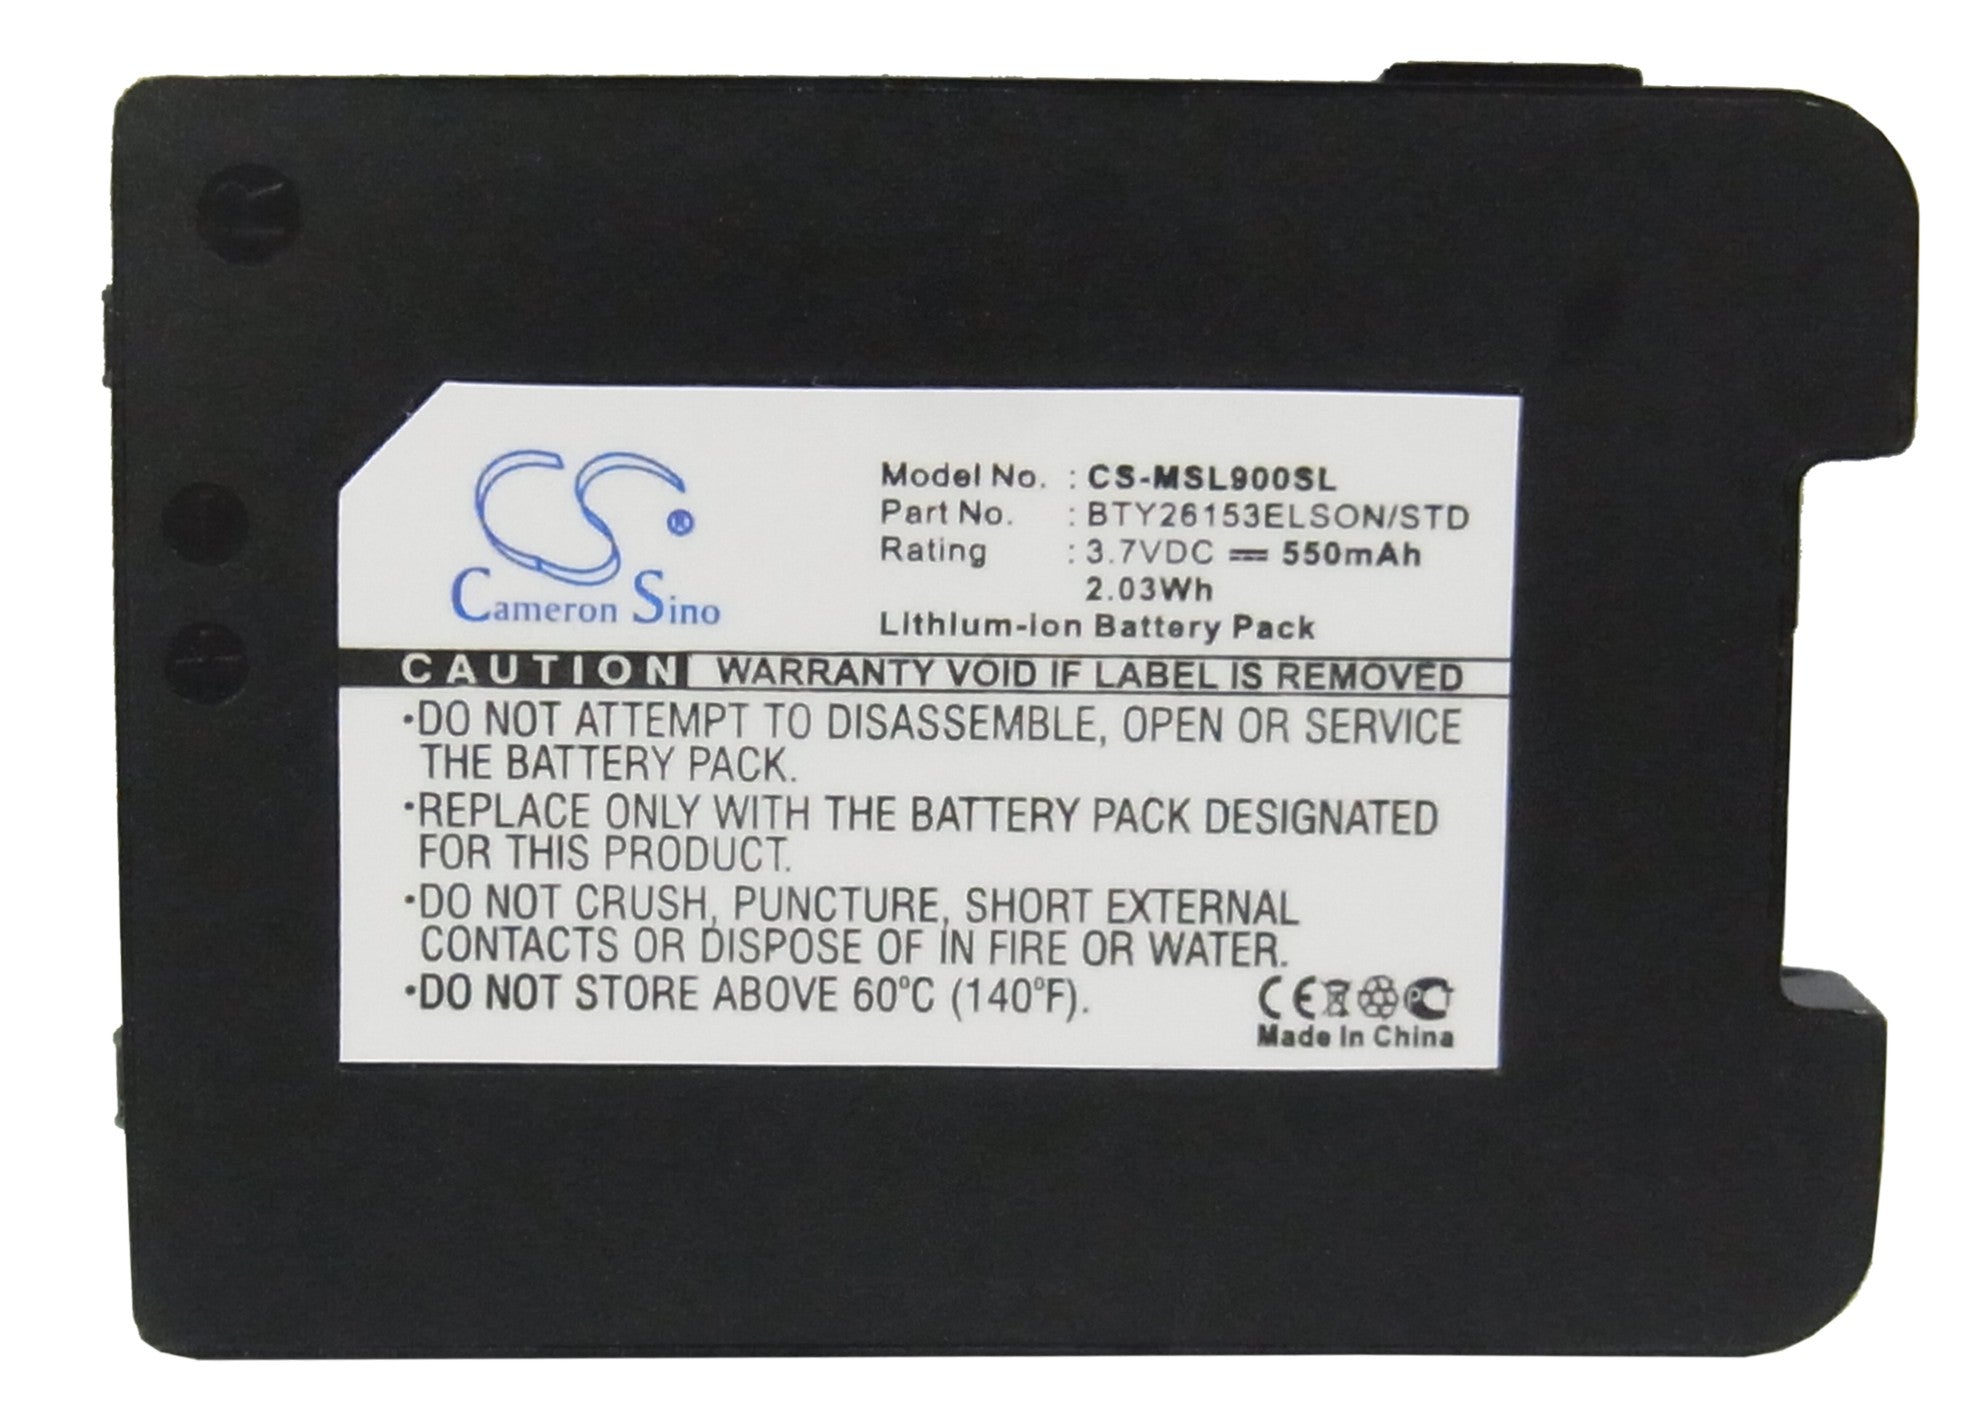 CS®
Cameron Sino
Model No. : CS-MSL900SL
Part No. : BTY26153ELSON/STD
Rating : 3.7VDC ⎓ 550mAh
2.03Wh
Lithium-ion Battery Pack
CAUTION WARRANTY VOID IF LABEL IS REMOVED
•DO NOT ATTEMPT TO DISASSEMBLE, OPEN OR SERVICE
THE BATTERY PACK.
•REPLACE ONLY WITH THE BATTERY PACK DESIGNATED
FOR THIS PRODUCT.
•DO NOT CRUSH, PUNCTURE, SHORT EXTERNAL
CONTACTS OR DISPOSE OF IN FIRE OR WATER.
•DO NOT STORE ABOVE 60°C (140°F).
CE
Made In China